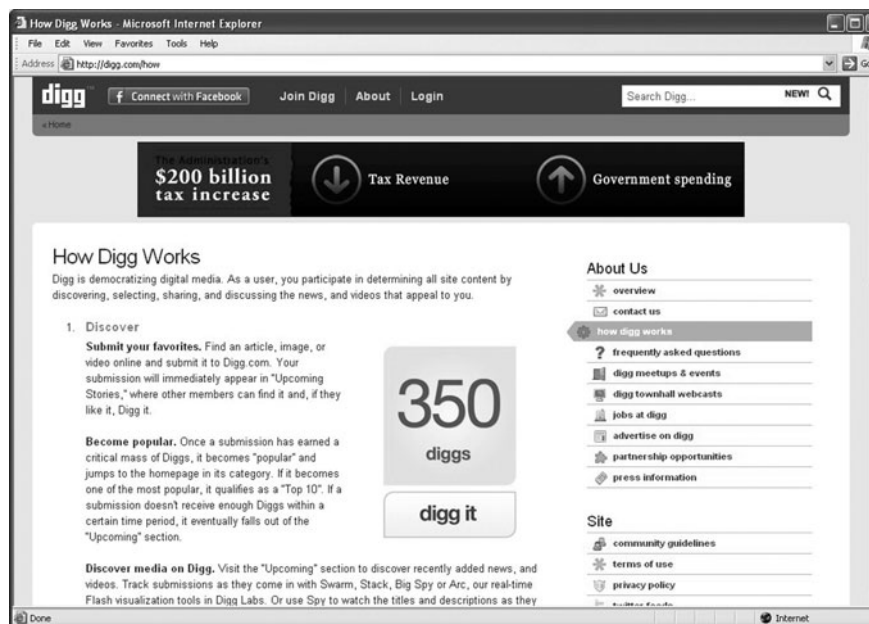 How Digg Works - Microsoft Internet Explorer
File Edit View Favorites Tools Help
Address http://digg.com/how Go
digg Connect with Facebook Join Digg About Login Search Digg... NEW!
« Home
The Administration's
$200 billion
tax increase
Tax Revenue
Government spending
How Digg Works
Digg is democratizing digital media. As a user, you participate in determining all site content by
discovering, selecting, sharing, and discussing the news, and videos that appeal to you.
1. Discover
Submit your favorites. Find an article, image, or
video online and submit it to Digg.com. Your
submission will immediately appear in "Upcoming
Stories," where other members can find it and, if they
like it, Digg it.
Become popular. Once a submission has earned a
critical mass of Diggs, it becomes "popular" and
jumps to the homepage in its category. If it becomes
one of the most popular, it qualifies as a "Top 10". If a
submission doesn't receive enough Diggs within a
certain time period, it eventually falls out of the
"Upcoming" section.
350
diggs
digg it
Discover media on Digg. Visit the "Upcoming" section to discover recently added news, and
videos. Track submissions as they come in with Swarm, Stack, Big Spy or Arc, our real-time
Flash visualization tools in Digg Labs. Or use Spy to watch the titles and descriptions as they
About Us
overview
contact us
how digg works
frequently asked questions
digg meetups & events
digg townhall webcasts
jobs at digg
advertise on digg
partnership opportunities
press information
Site
community guidelines
terms of use
privacy policy
twitter feeds
Done
Internet